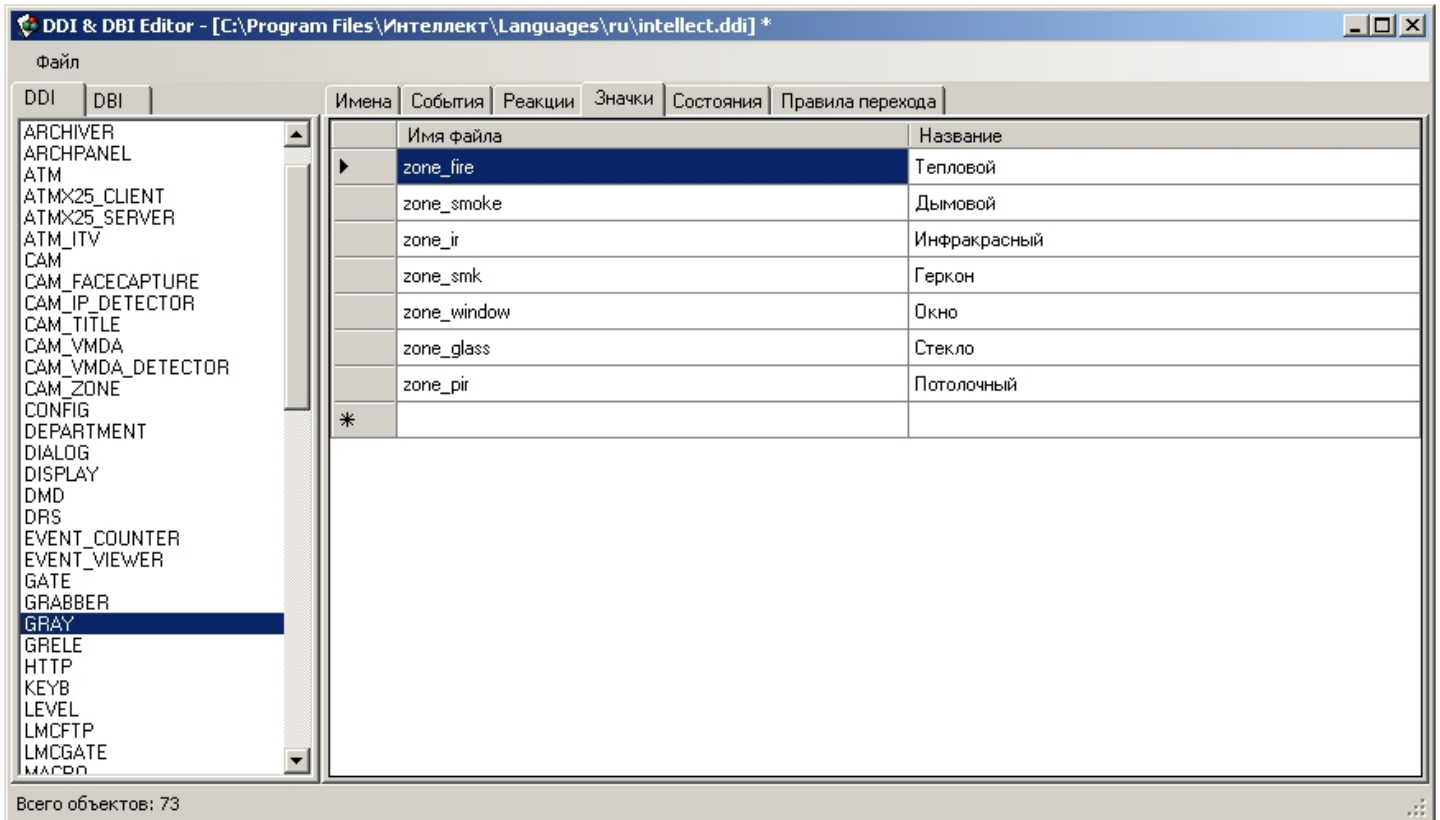 DDI & DBI Editor - [C:\Program Files\Интеллект\Languages\ru\intellect.ddi] *
Файл
DDI DBI
Имена События Реакции Значки Состояния Правила перехода
ARCHIVER
ARCHPANEL
ATM
ATMX25_CLIENT
ATMX25_SERVER
ATM_ITV
CAM
CAM_FACECAPTURE
CAM_IP_DETECTOR
CAM_TITLE
CAM_VMDA
CAM_VMDA_DETECTOR
CAM_ZONE
CONFIG
DEPARTMENT
DIALOG
DISPLAY
DMD
DRS
EVENT_COUNTER
EVENT_VIEWER
GATE
GRABBER
GRAY
GRELE
HTTP
KEYB
LEVEL
LMCFTP
LMCGATE
MACRO
Имя файла Название
zone_fire Тепловой
zone_smoke Дымовой
zone_ir Инфракрасный
zone_smk Геркон
zone_window Окно
zone_glass Стекло
zone_pir Потолочный
Всего объектов: 73